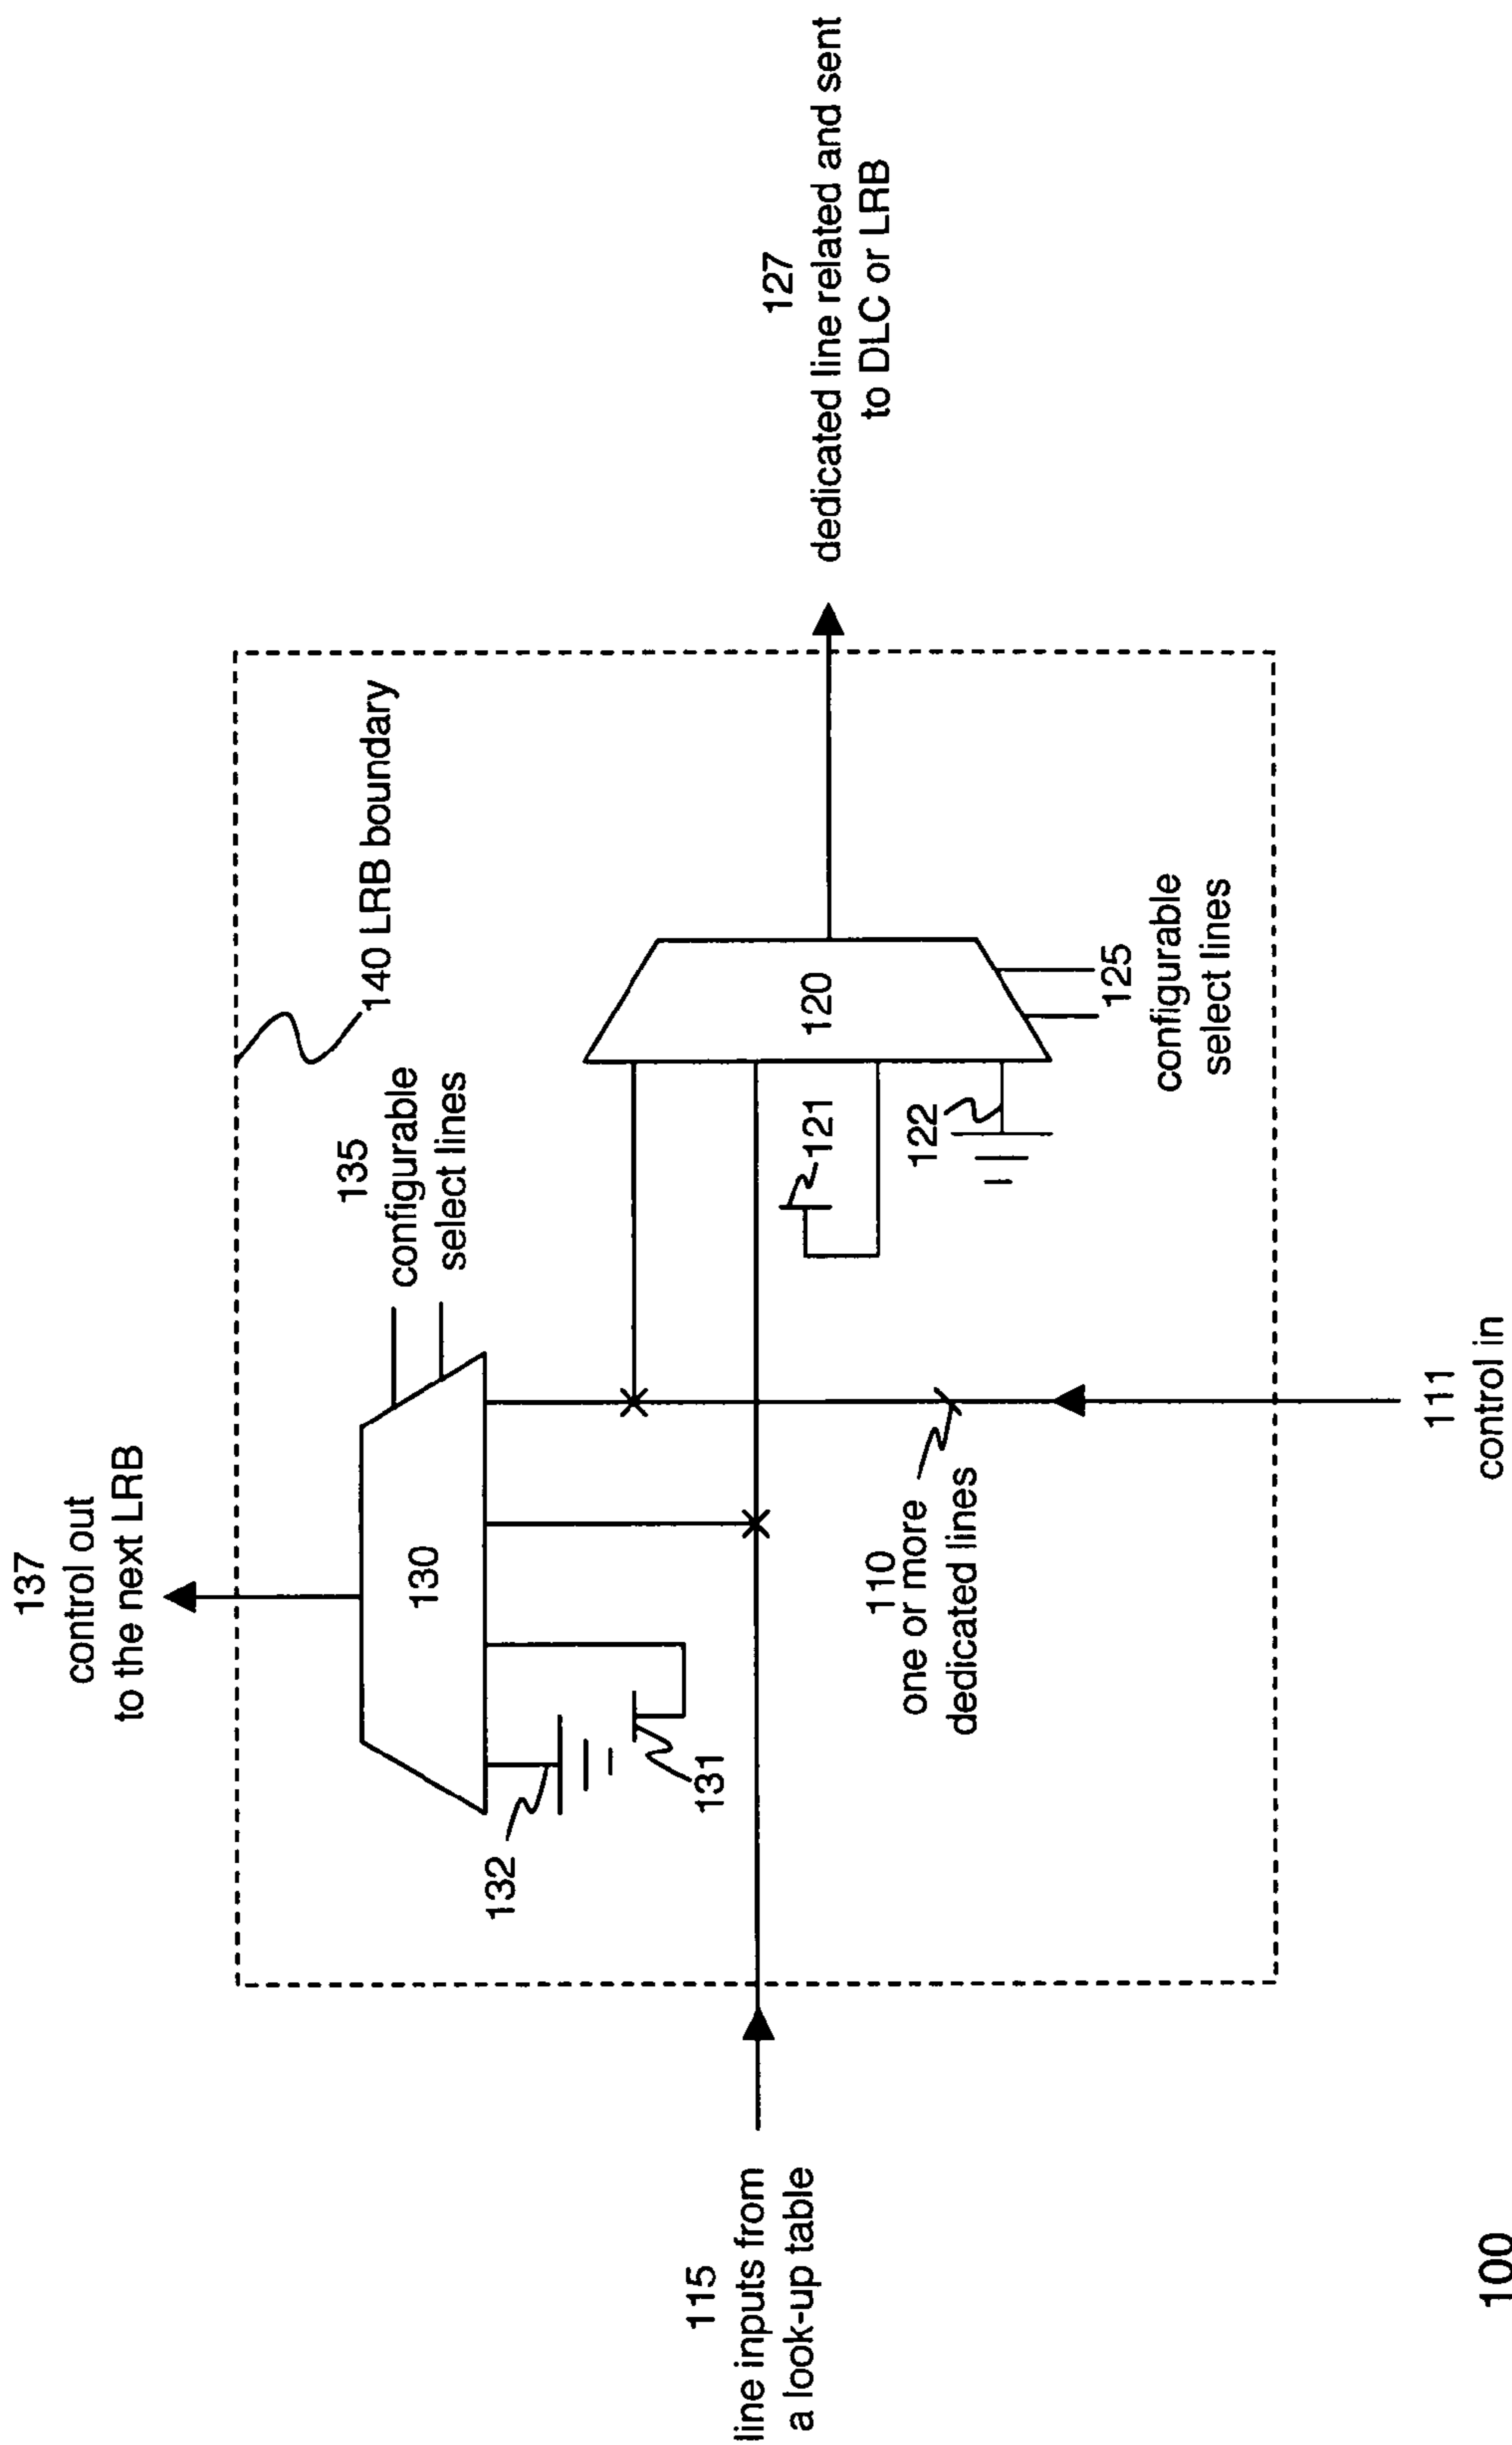 137
control out
to the next LRB
135
configurable
select lines
140 LRB boundary
130
132
131
115
line inputs from
a look-up table
110
one or more
dedicated lines
121
122
120
125
configurable
select lines
127
dedicated line related and sent
to DLC or LRB
111
control in
100